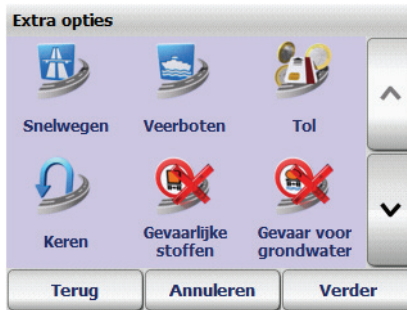 Extra opties
Snelwegen
Veerboten
Tol
Keren
Gevaarlijke
stoffen
Gevaar voor
grondwater
Terug
Annuleren
Verder